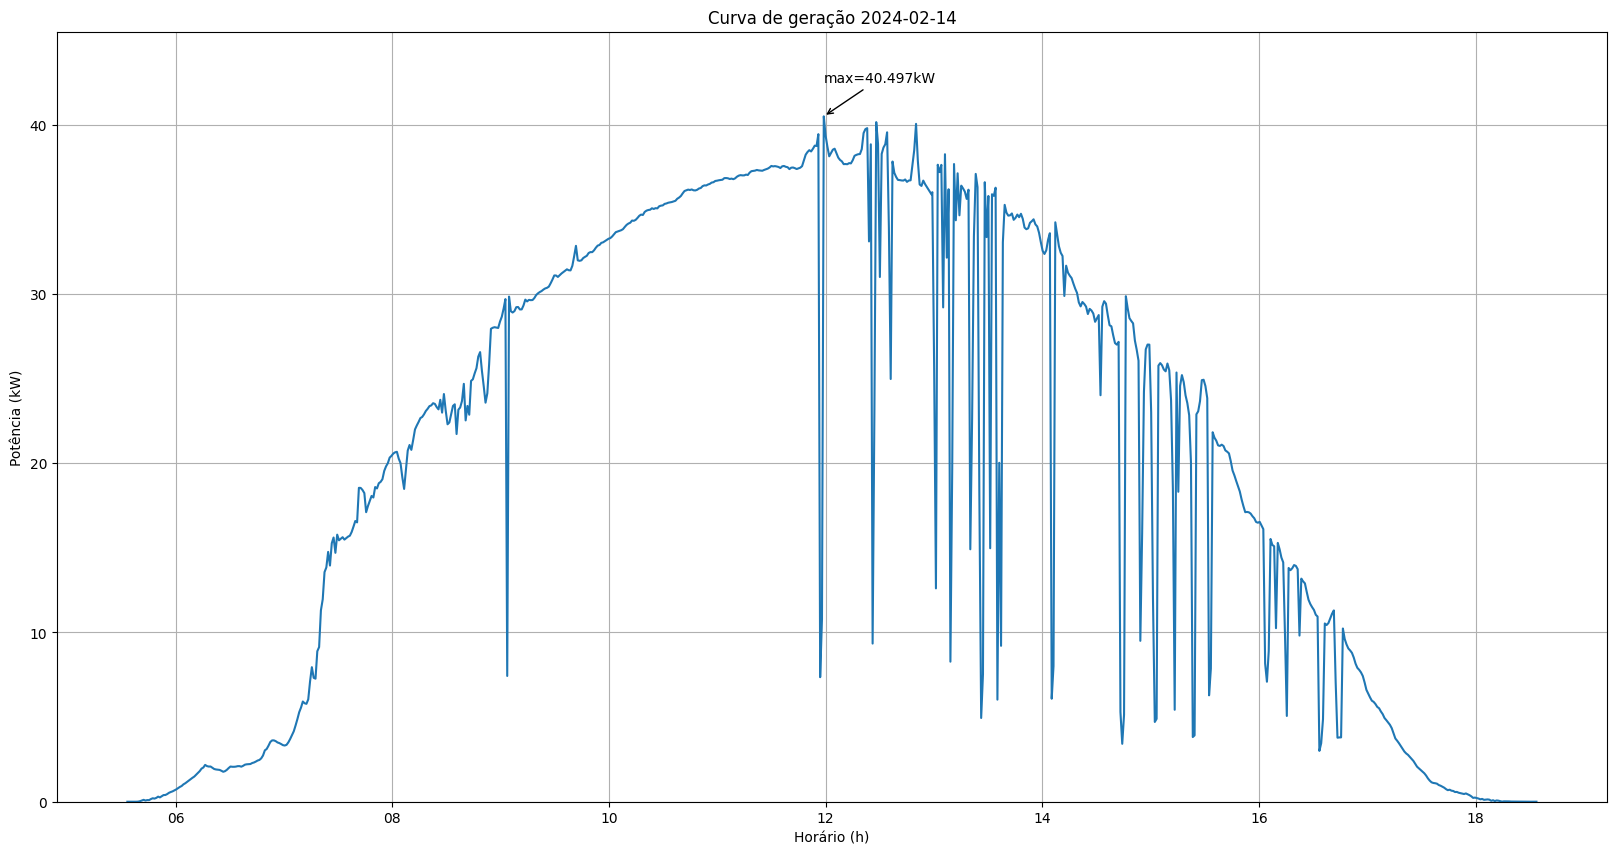 Curva de geração 2024-02-14
max=40.497kW
40
30
20
10
0
Potência (kW)
06 08 10 12 14 16 18
Horário (h)